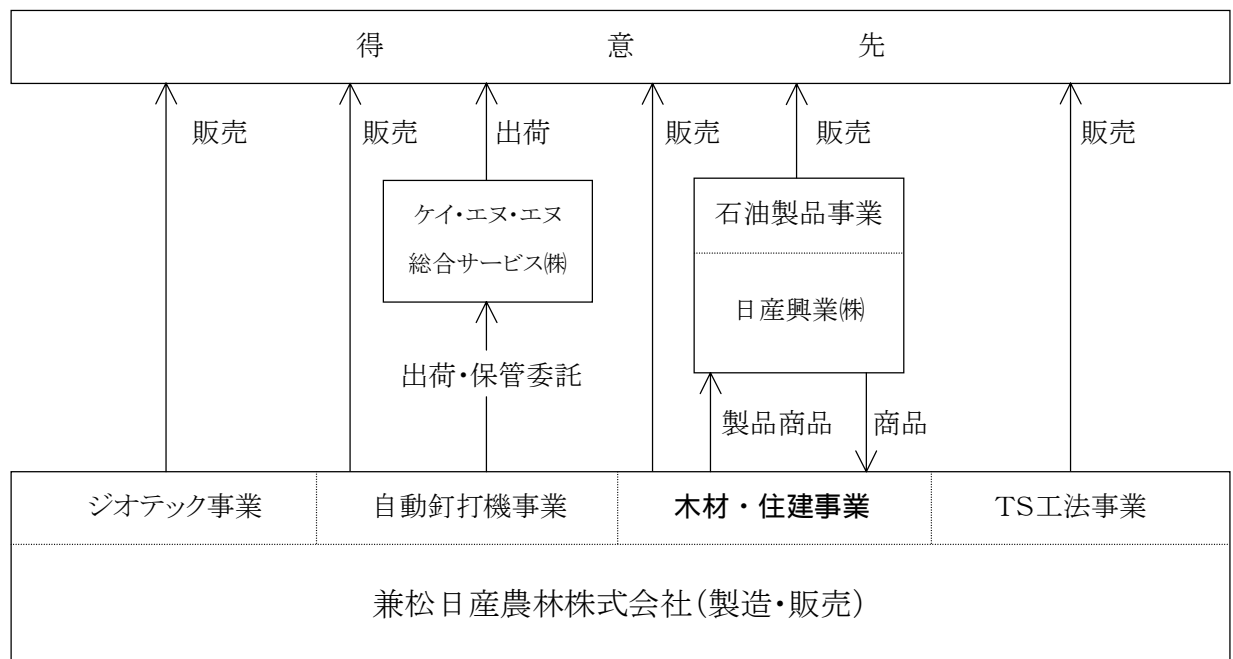 得意先
販売 販売 出荷 販売 販売 販売
ケイ・エヌ・エヌ
総合サービス㈱
石油製品事業
日産興業㈱
出荷・保管委託
製品商品 商品
ジオテック事業 自動釘打機事業 木材・住建事業 TS工法事業
兼松日産農林株式会社(製造・販売)